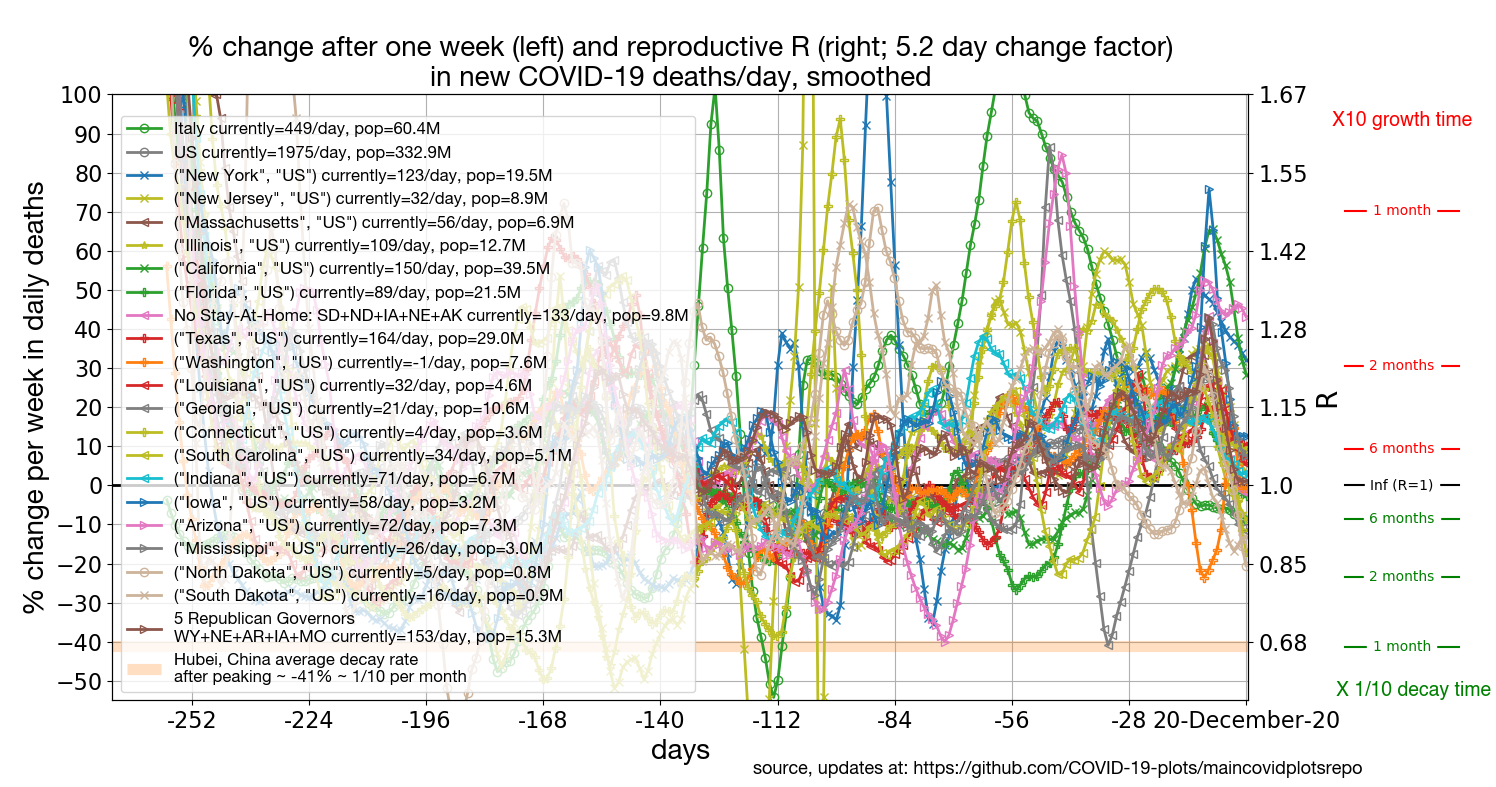 % change after one week (left) and reproductive R (right; 5.2 day change factor)
in new COVID-19 deaths/day, smoothed
% change per week in daily deaths
100
90
80
70
60
50
40
30
20
10
0
−10
−20
−30
−40
−50
Italy currently=449/day, pop=60.4M
US currently=1975/day, pop=332.9M
("New York", "US") currently=123/day, pop=19.5M
("New Jersey", "US") currently=32/day, pop=8.9M
("Massachusetts", "US") currently=56/day, pop=6.9M
("Illinois", "US") currently=109/day, pop=12.7M
("California", "US") currently=150/day, pop=39.5M
("Florida", "US") currently=89/day, pop=21.5M
No Stay-At-Home: SD+ND+IA+NE+AK currently=133/day, pop=9.8M
("Texas", "US") currently=164/day, pop=29.0M
("Washington", "US") currently=-1/day, pop=7.6M
("Louisiana", "US") currently=32/day, pop=4.6M
("Georgia", "US") currently=21/day, pop=10.6M
("Connecticut", "US") currently=4/day, pop=3.6M
("South Carolina", "US") currently=34/day, pop=5.1M
("Indiana", "US") currently=71/day, pop=6.7M
("Iowa", "US") currently=58/day, pop=3.2M
("Arizona", "US") currently=72/day, pop=7.3M
("Mississippi", "US") currently=26/day, pop=3.0M
("North Dakota", "US") currently=5/day, pop=0.8M
("South Dakota", "US") currently=16/day, pop=0.9M
5 Republican Governors
WY+NE+AR+IA+MO currently=153/day, pop=15.3M
Hubei, China average decay rate
after peaking ~ -41% ~ 1/10 per month
-252 -224 -196 -168 -140 -112 -84 -56 -28 20-December-20
days
1.67
1.55
1.42
1.28
1.15
1.0
0.85
0.68
R
X10 growth time
1 month
2 months
6 months
Inf (R=1)
6 months
2 months
1 month
X 1/10 decay time
source, updates at: https://github.com/COVID-19-plots/maincovidplotsrepo